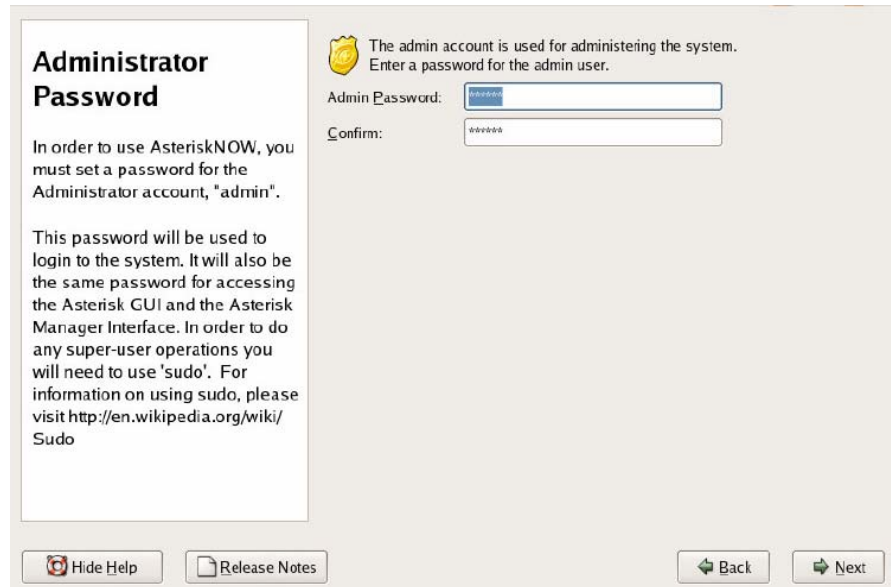 Administrator
Password
In order to use AsteriskNOW, you
must set a password for the
Administrator account, "admin".
This password will be used to
login to the system. It will also be
the same password for accessing
the Asterisk GUI and the Asterisk
Manager Interface. In order to do
any super-user operations you
will need to use 'sudo'. For
information on using sudo, please
visit http://en.wikipedia.org/wiki/
Sudo
The admin account is used for administering the system.
Enter a password for the admin user.
Admin Password: ******
Confirm: ******
Hide Help
Release Notes
Back
Next